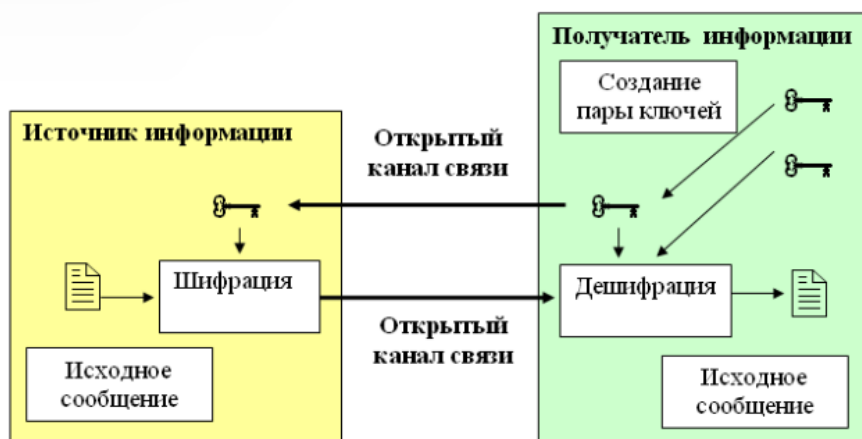 Получатель информации
Создание
пары ключей
Источник информации
Открытый
канал связи
Шифрация
Дешифрация
Открытый
канал связи
Исходное
сообщение
Исходное
сообщение